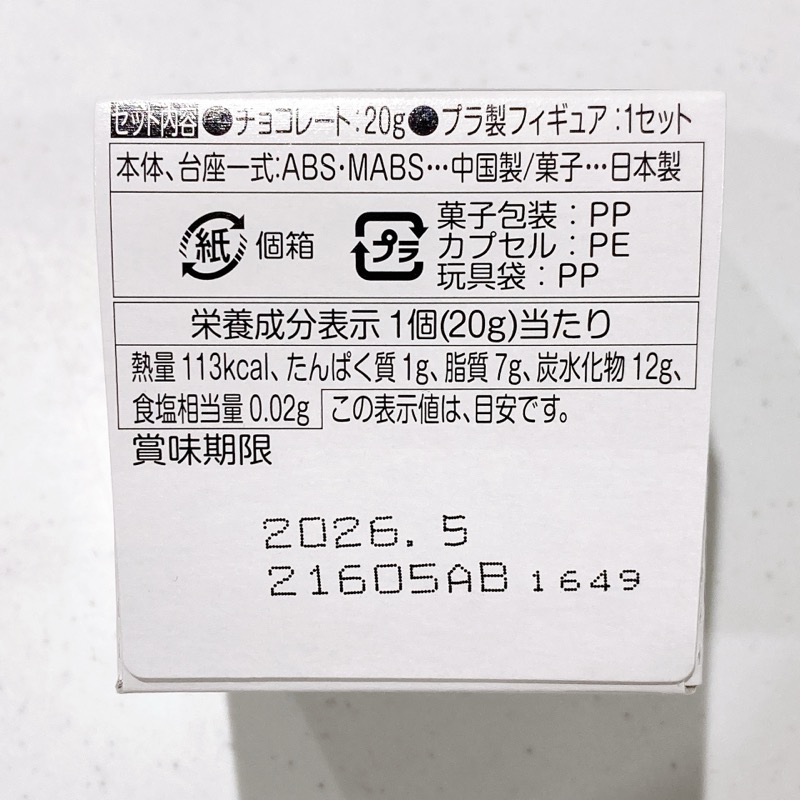 セット内容 ●チョコレート:20g●プラ製フィギュア:1セット
本体、台座一式:ABS・MABS…中国製/菓子…日本製
紙 個箱
プラ 菓子包装:PP
カプセル:PE
玩具袋:PP
栄養成分表示 1個(20g)当たり
熱量 113kcal、たんぱく質 1g、脂質 7g、炭水化物 12g、
食塩相当量 0.02g この表示値は、目安です。
賞味期限
2026.5
21605AB 1649